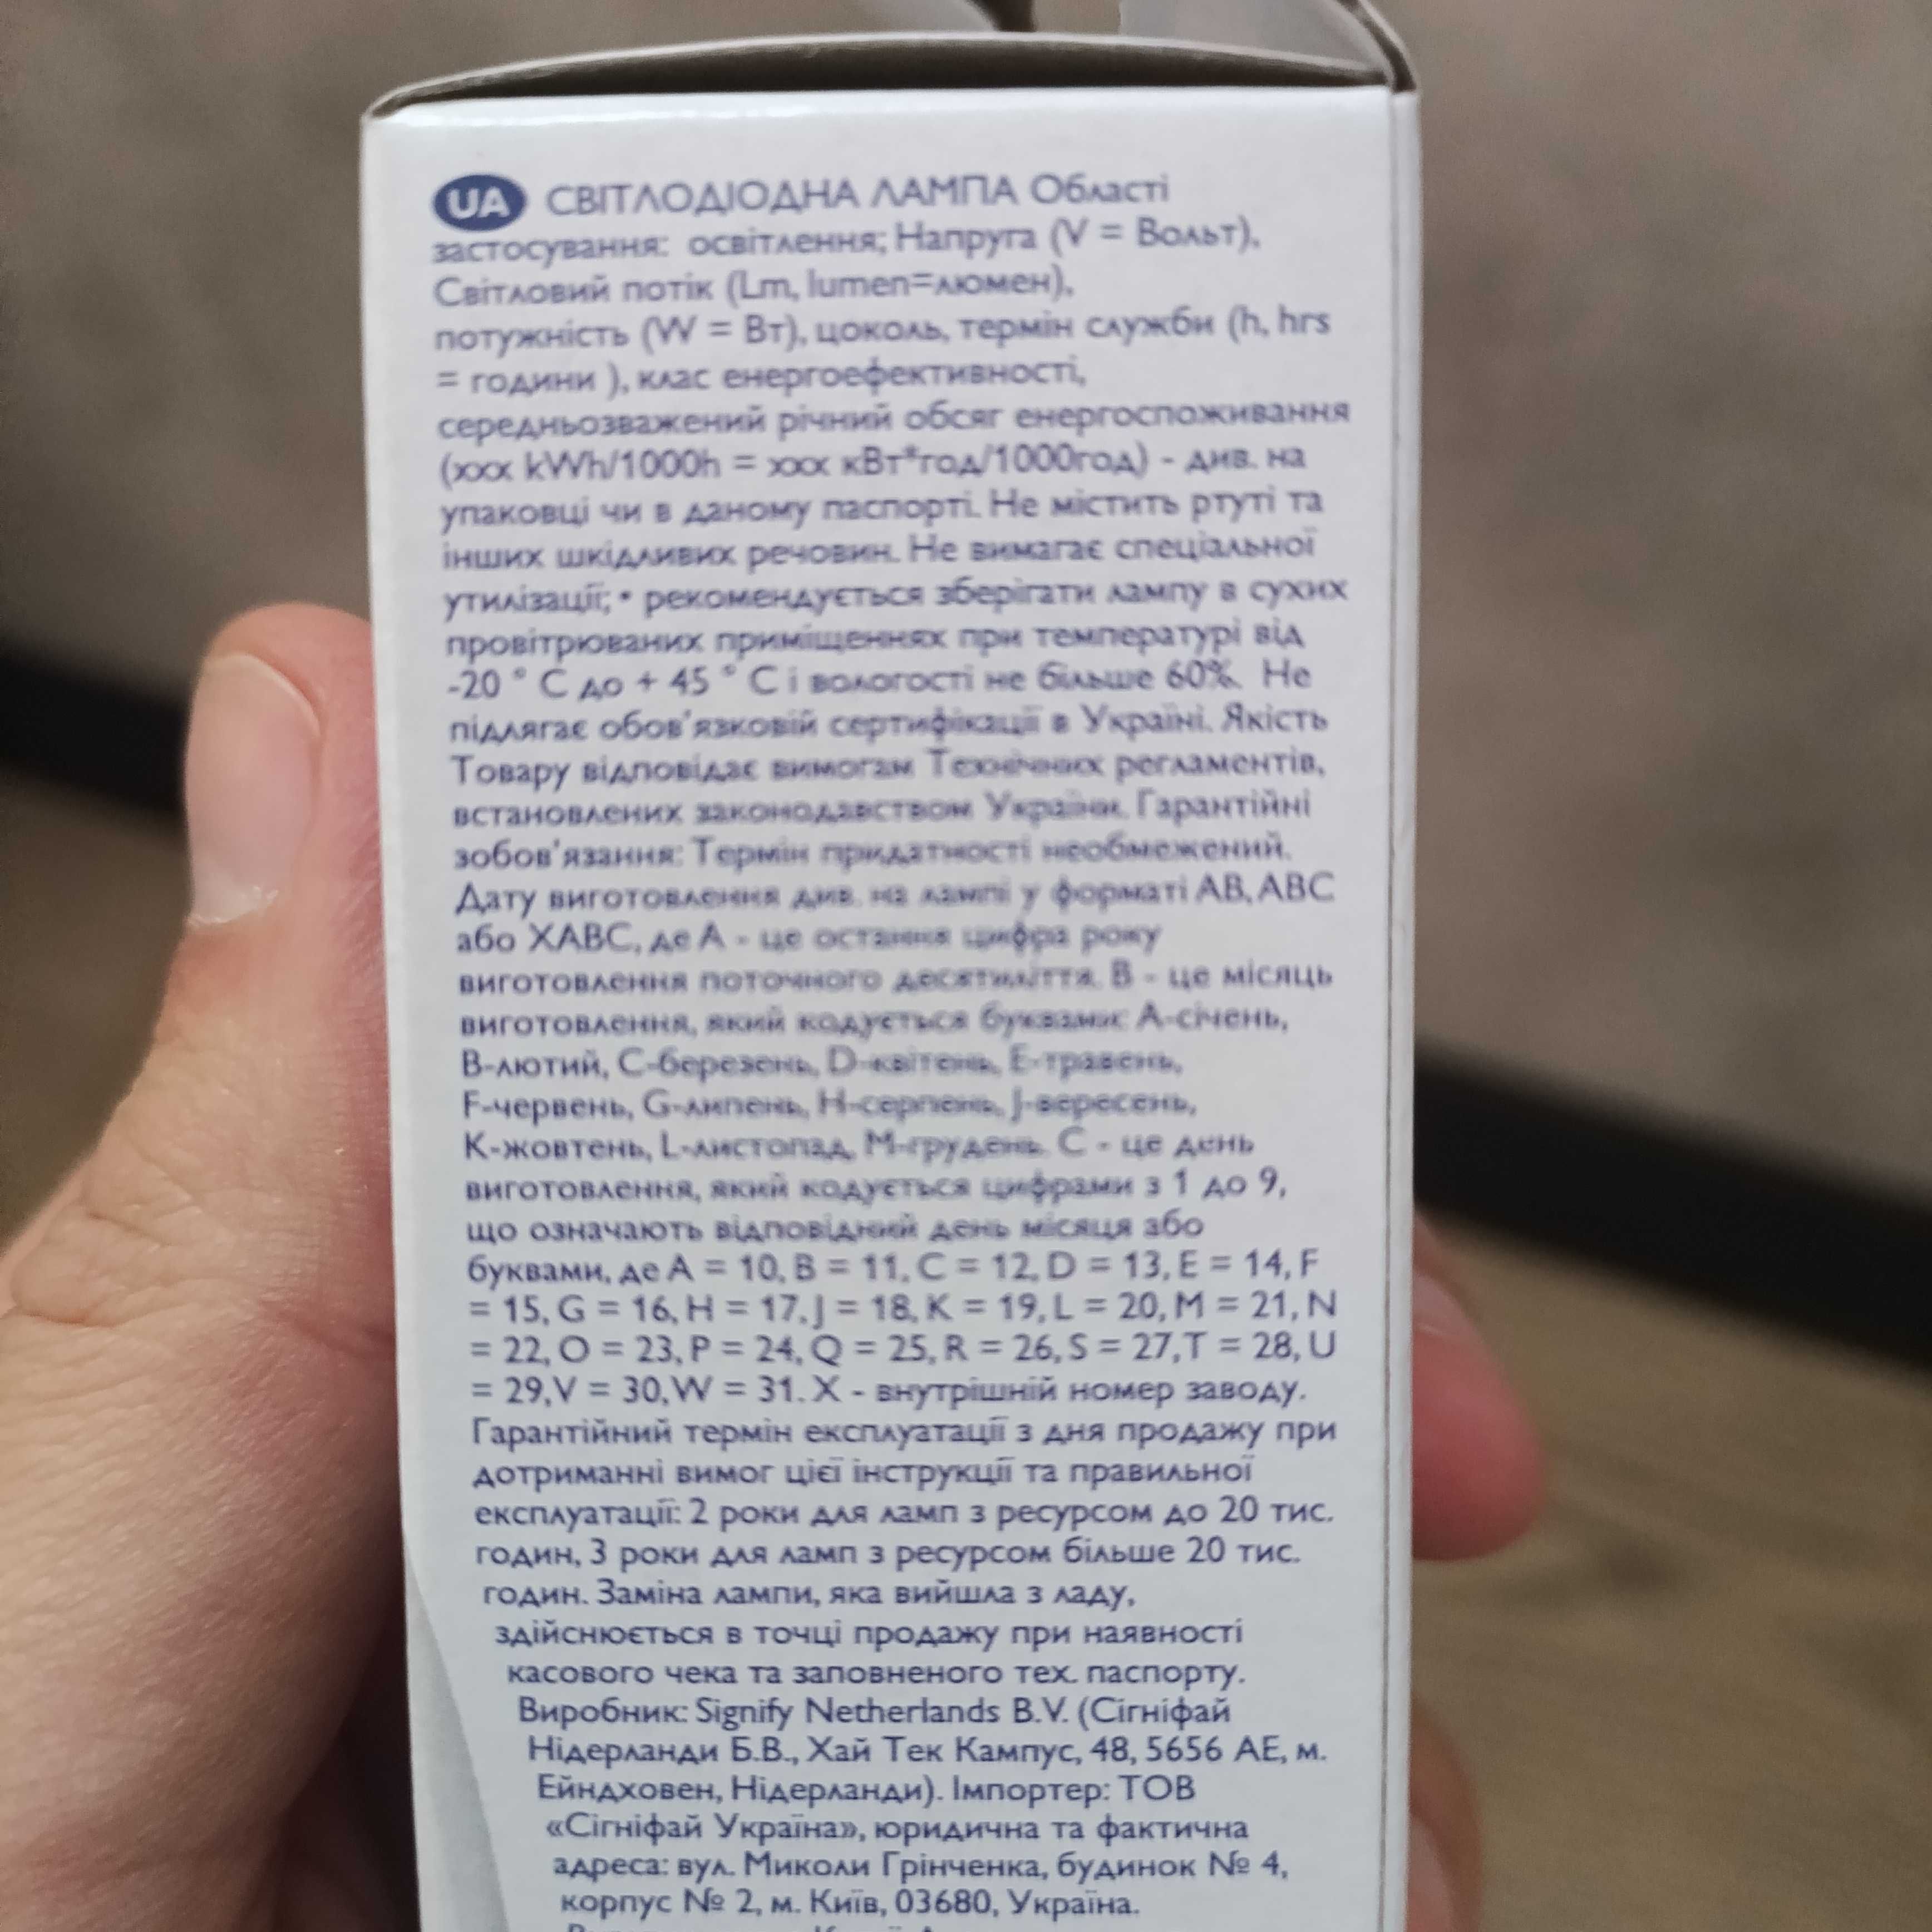 UA СВІТЛОДІОДНА ЛАМПА Області
застосування: освітлення; Напруга (V = Вольт),
Світловий потік (Lm, lumen=люмен),
потужність (W = Вт), цоколь, термін служби (h, hrs
= години ), клас енергоефективності,
середньозважений річний обсяг енергоспоживання
(xxx kWh/1000h = xxx кВт*год/1000год) - див. на
упаковці чи в даному паспорті. Не містить ртуті та
інших шкідливих речовин. Не вимагає спеціальної
утилізації; • рекомендується зберігати лампу в сухих
провітрюваних приміщеннях при температурі від
-20 ° С до + 45 ° С і вологості не більше 60%. Не
підлягає обов'язковій сертифікації в Україні. Якість
Товару відповідає вимогам Технічних регламентів,
встановлених законодавством України. Гарантійні
зобов'язання: Термін придатності необмежений.
Дату виготовлення див. на лампі у форматі AB, ABC
або XABC, де A - це остання цифра року
виготовлення поточного десятиліття. B - це місяць
виготовлення, який кодується буквами: A-січень,
B-лютий, C-березень, D-квітень, E-травень,
F-червень, G-липень, H-серпень, J-вересень,
K-жовтень, L-листопад, M-грудень. C - це день
виготовлення, який кодується цифрами з 1 до 9,
що означають відповідний день місяця або
буквами, де A = 10, B = 11, C = 12, D = 13, E = 14, F
= 15, G = 16, H = 17, J = 18, K = 19, L = 20, M = 21, N
= 22, O = 23, P = 24, Q = 25, R = 26, S = 27, T = 28, U
= 29, V = 30, W = 31. X - внутрішній номер заводу.
Гарантійний термін експлуатації з дня продажу при
дотриманні вимог цієї інструкції та правильної
експлуатації: 2 роки для ламп з ресурсом до 20 тис.
годин, 3 роки для ламп з ресурсом більше 20 тис.
годин. Заміна лампи, яка вийшла з ладу,
здійснюється в точці продажу при наявності
касового чека та заповненого тех. паспорту.
Виробник: Signify Netherlands B.V. (Сігніфай
Нідерланди Б.В., Хай Тек Кампус, 48, 5656 АЕ, м.
Ейндховен, Нідерланди). Імпортер: ТОВ
«Сігніфай Україна», юридична та фактична
адреса: вул. Миколи Грінченка, будинок № 4,
корпус № 2, м. Київ, 03680, Україна.